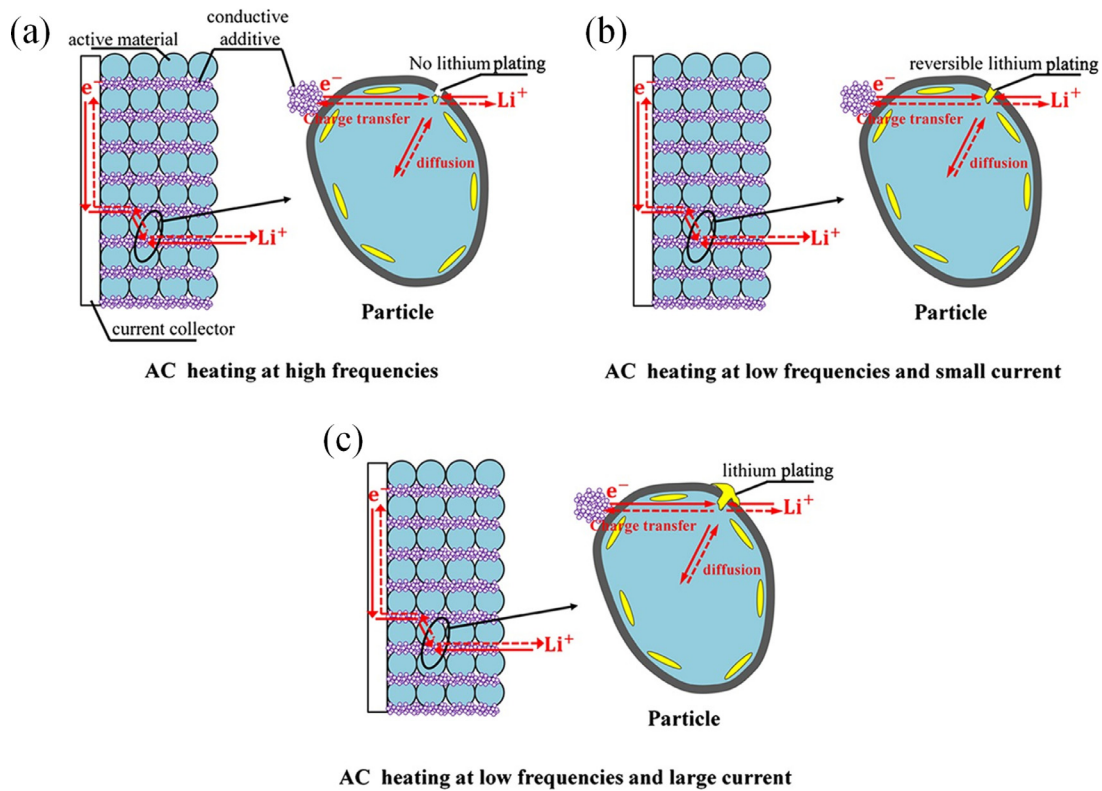 (a)
conductive
additive
active material
No lithium plating
e⁻
e⁻
Li⁺
Charge transfer
diffusion
Li⁺
Particle
current collector
AC heating at high frequencies
(b)
reversible lithium plating
e⁻
e⁻
Li⁺
Charge transfer
diffusion
Li⁺
Particle
AC heating at low frequencies and small current
(c)
lithium plating
e⁻
e⁻
Li⁺
Charge transfer
diffusion
Li⁺
Particle
AC heating at low frequencies and large current